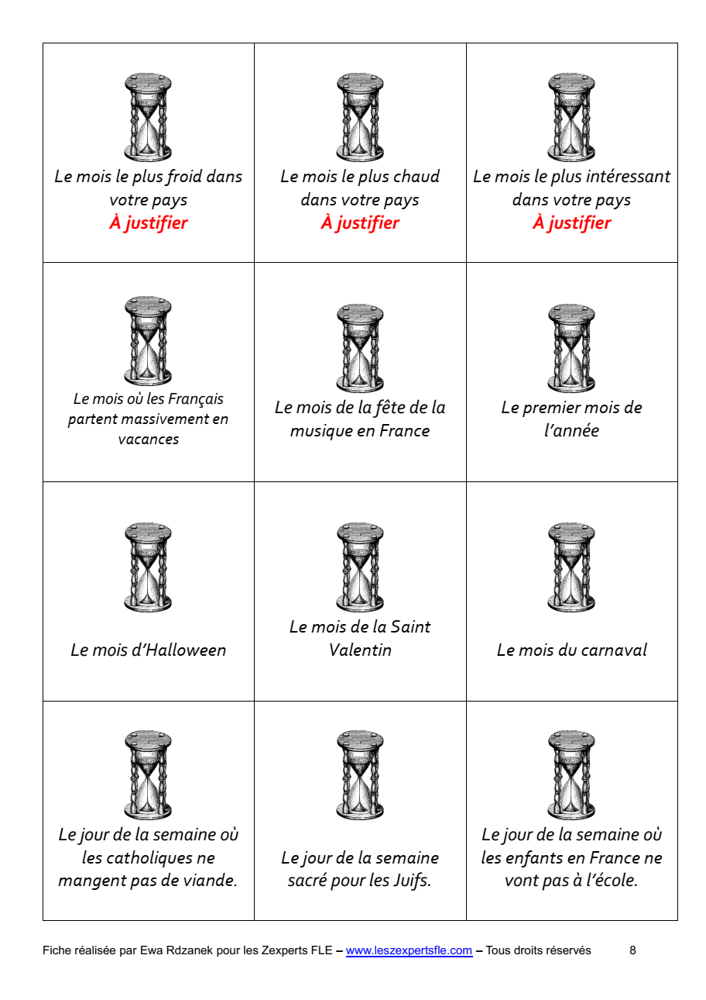 Le mois le plus froid dans
votre pays
À justifier
Le mois le plus chaud
dans votre pays
À justifier
Le mois le plus intéressant
dans votre pays
À justifier
Le mois où les Français
partent massivement en
vacances
Le mois de la fête de la
musique en France
Le premier mois de
l’année
Le mois d’Halloween
Le mois de la Saint
Valentin
Le mois du carnaval
Le jour de la semaine où
les catholiques ne
mangent pas de viande.
Le jour de la semaine
sacré pour les Juifs.
Le jour de la semaine où
les enfants en France ne
vont pas à l’école.
Fiche réalisée par Ewa Rdzanek pour les Zexperts FLE – www.leszexpertsfle.com – Tous droits réservés 8